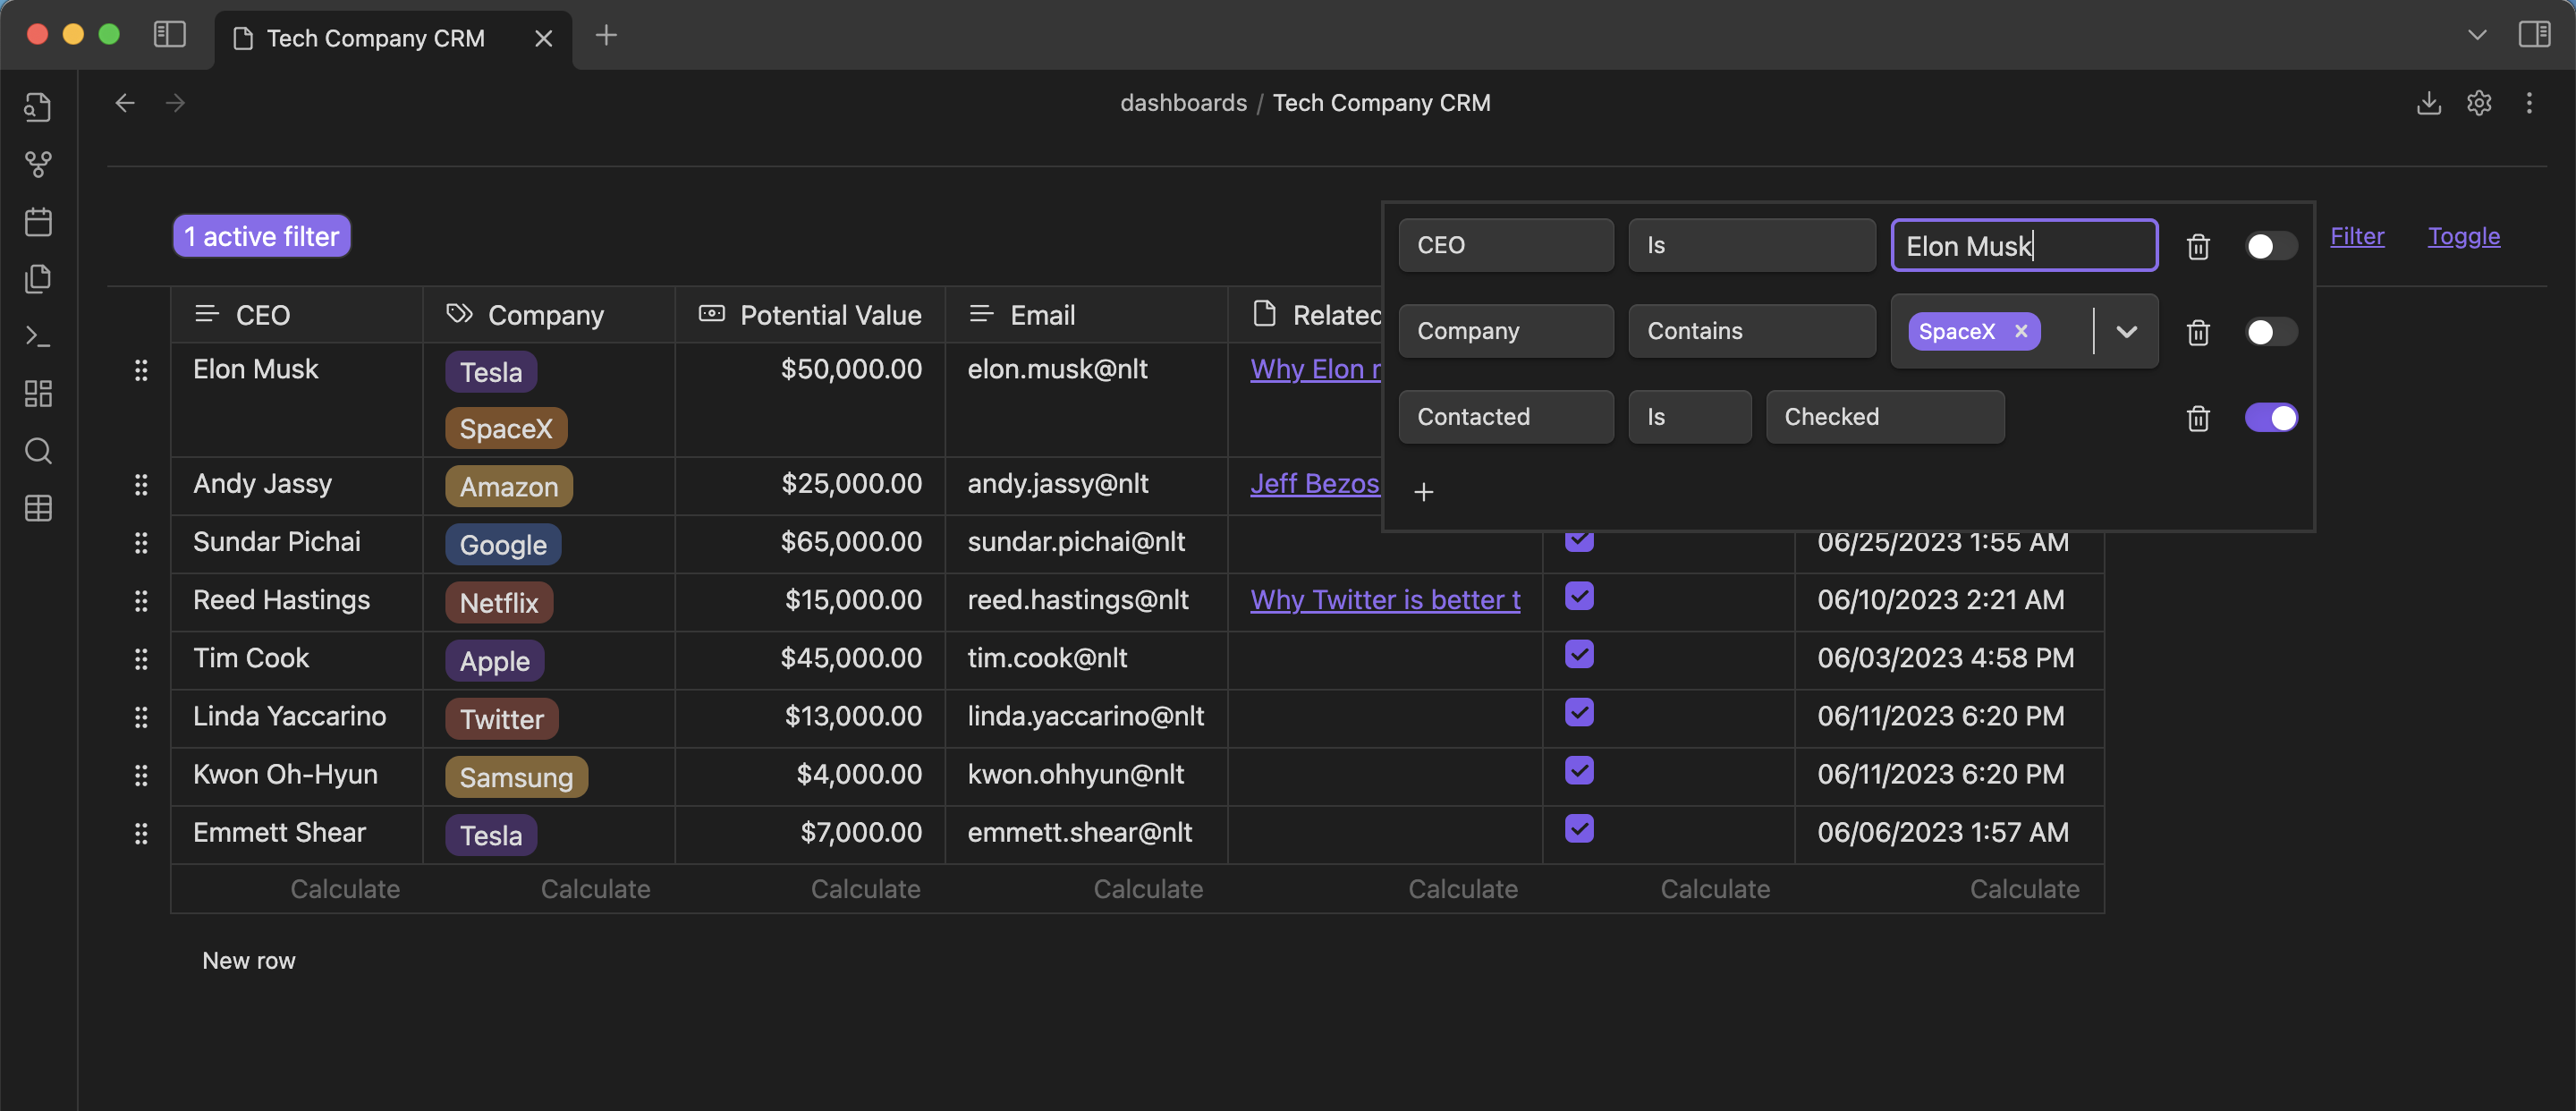 Tech Company CRM
dashboards / Tech Company CRM
1 active filter
Filter Toggle
CEO Is Elon Musk
Company Contains SpaceX
Contacted Is Checked
CEO Company Potential Value Email Related
Elon Musk Tesla $50,000.00 elon.musk@nlt Why Elon
SpaceX
Andy Jassy Amazon $25,000.00 andy.jassy@nlt Jeff Bezos
Sundar Pichai Google $65,000.00 sundar.pichai@nlt 06/25/2023 1:55 AM
Reed Hastings Netflix $15,000.00 reed.hastings@nlt Why Twitter is better t 06/10/2023 2:21 AM
Tim Cook Apple $45,000.00 tim.cook@nlt 06/03/2023 4:58 PM
Linda Yaccarino Twitter $13,000.00 linda.yaccarino@nlt 06/11/2023 6:20 PM
Kwon Oh-Hyun Samsung $4,000.00 kwon.ohhyun@nlt 06/11/2023 6:20 PM
Emmett Shear Tesla $7,000.00 emmett.shear@nlt 06/06/2023 1:57 AM
Calculate Calculate Calculate Calculate Calculate Calculate Calculate
New row